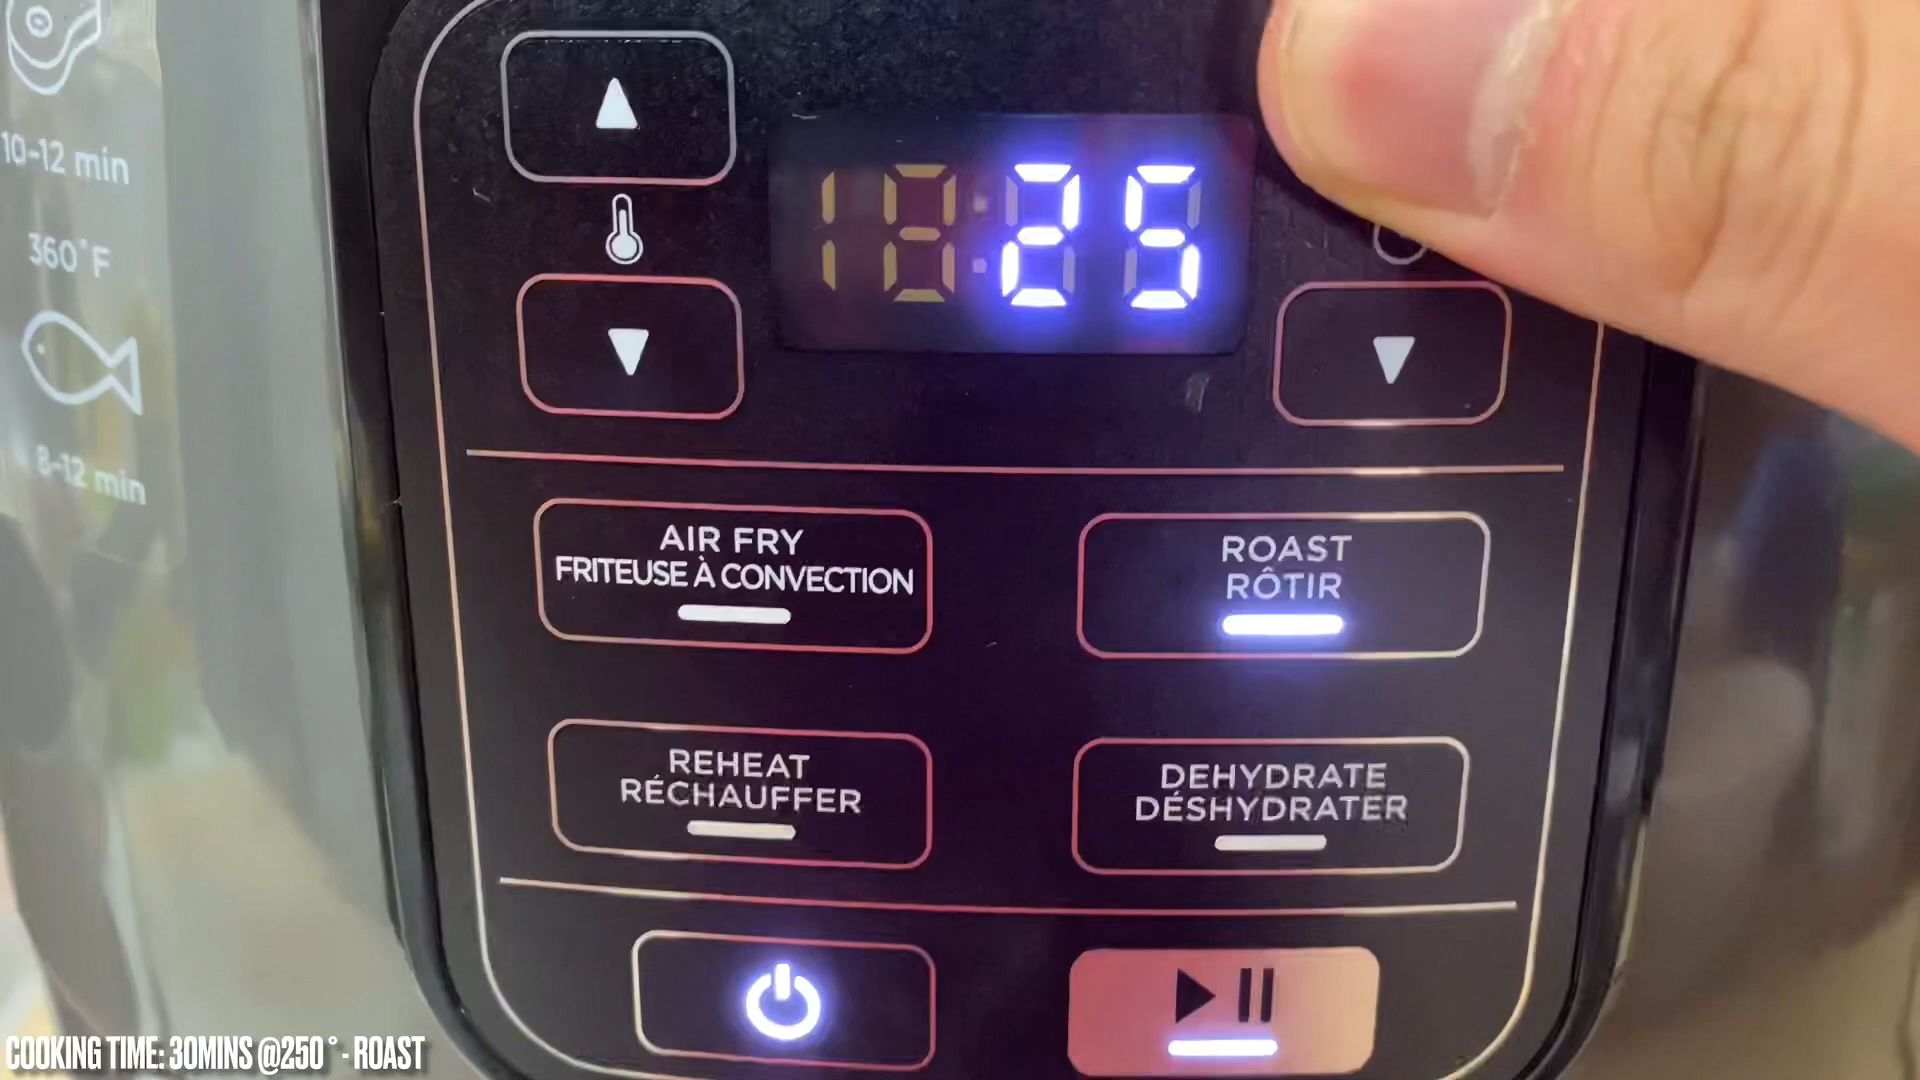 10-12 min
360°F
8-12 min
25
AIR FRY
FRITEUSE À CONVECTION
ROAST
RÔTIR
REHEAT
RÉCHAUFFER
DEHYDRATE
DÉSHYDRATER
COOKING TIME: 30MINS @250° - ROAST